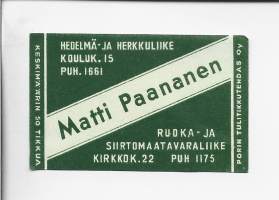 KESKIMÄÄRIN 50 TIKKUA
HEDELMÄ-JA HERKKULIIKE
KOULUK. 15
PUH. 1661
Matti Paananen
RUOKA- JA
SIIRTOMAATAVARALIIKE
KIRKKOK. 22 PUH 1175
PORIN TULITIKKUTEHDAS Oy